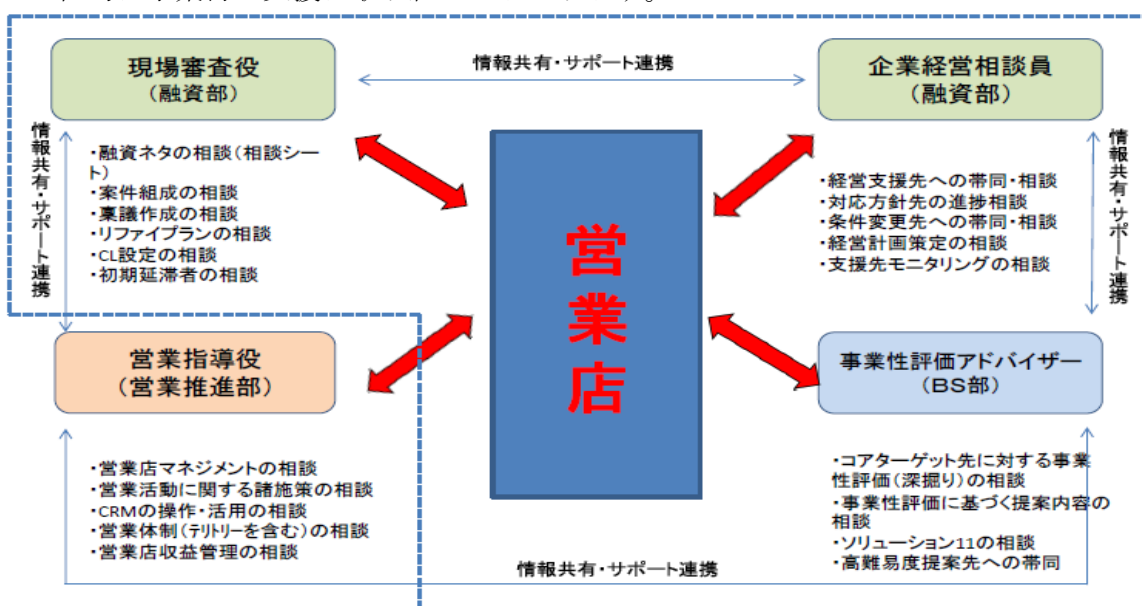 現場審査役
（融資部）
情報共有・サポート連携
企業経営相談員
（融資部）
情報共有・サポート連携
・融資ネタの相談（相談シー
ト）
・案件組成の相談
・稟議作成の相談
・リファイプランの相談
・CL設定の相談
・初期延滞者の相談
営業店
・経営支援先への帯同・相談
・対応方針先の進捗相談
・条件変更先への帯同・相談
・経営計画策定の相談
・支援先モニタリングの相談
情報共有・サポート連携
営業指導役
（営業推進部）
事業性評価アドバイザー
（BS部）
・営業店マネジメントの相談
・営業活動に関する諸施策の相談
・CRMの操作・活用の相談
・営業体制（テリトリーを含む）の相談
・営業店収益管理の相談
・コアターゲット先に対する事業
性評価（深掘り）の相談
・事業性評価に基づく提案内容の
相談
・ソリューション11の相談
・高難易度提案先への帯同
情報共有・サポート連携